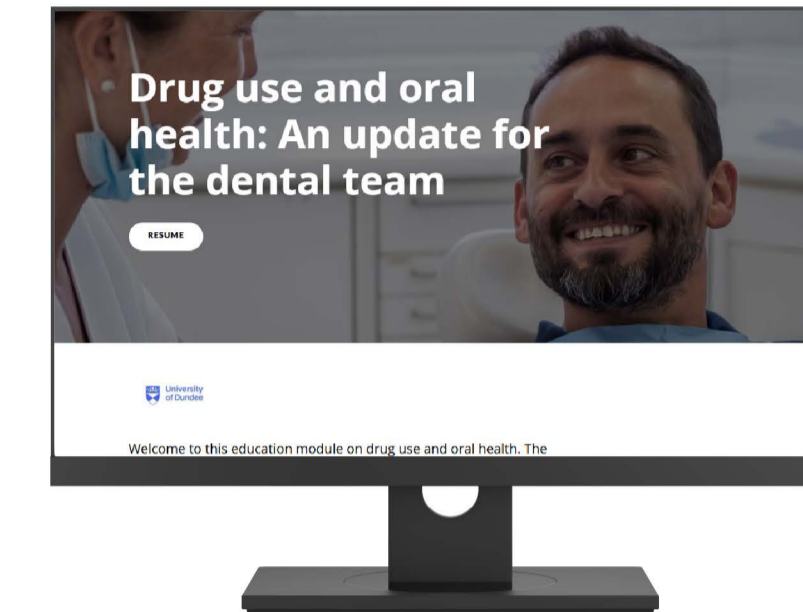 Drug use and oral
health: An update for
the dental team
RESUME
University
of Dundee
Welcome to this education module on drug use and oral health. The